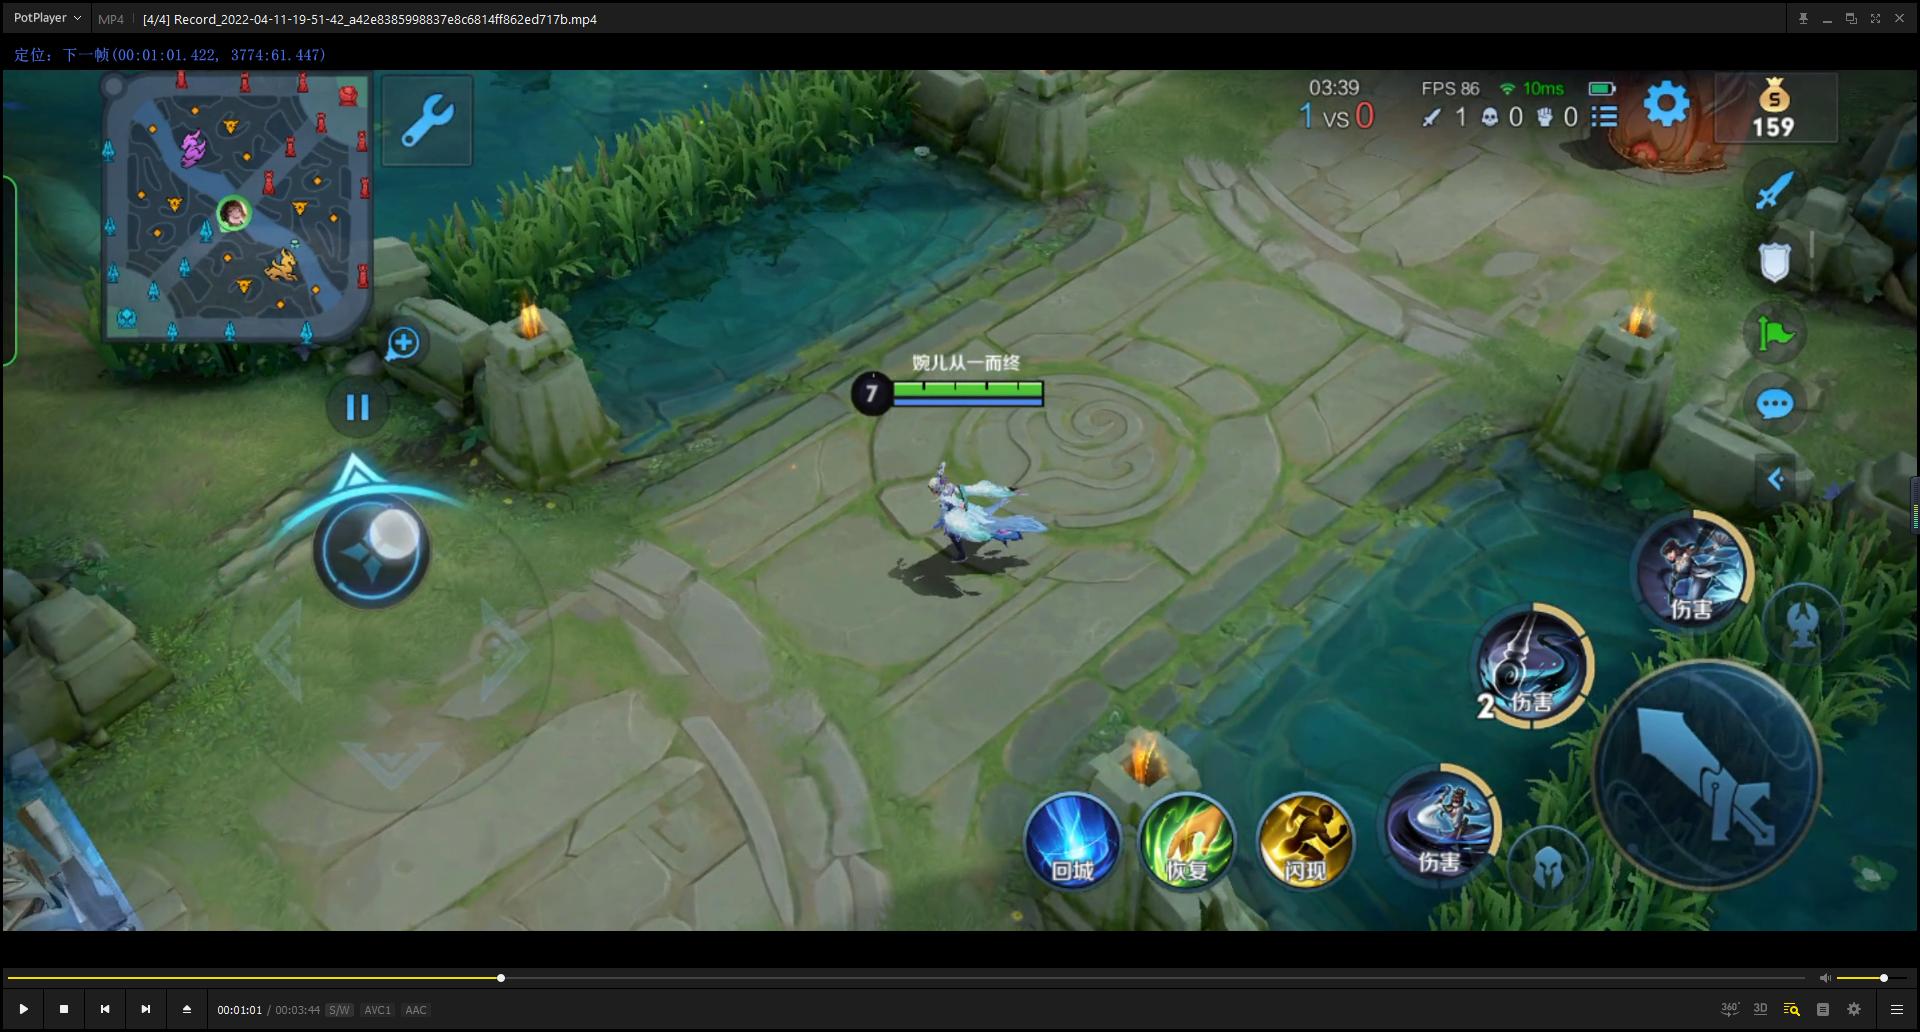 PotPlayer MP4 [4/4] Record_2022-04-11-19-51-42_a42e8385998837e8c6814ff862ed717b.mp4
定位: 下一帧(00:01:01.422, 3774:61.447)
03:39 FPS 86 10ms
1 VS 0 1 0 0
S
159
婉儿从一而终
7
伤害
2 伤害
伤害
回城 恢复 闪现
00:01:01 / 00:03:44 S/W AVC1 AAC 360° 3D